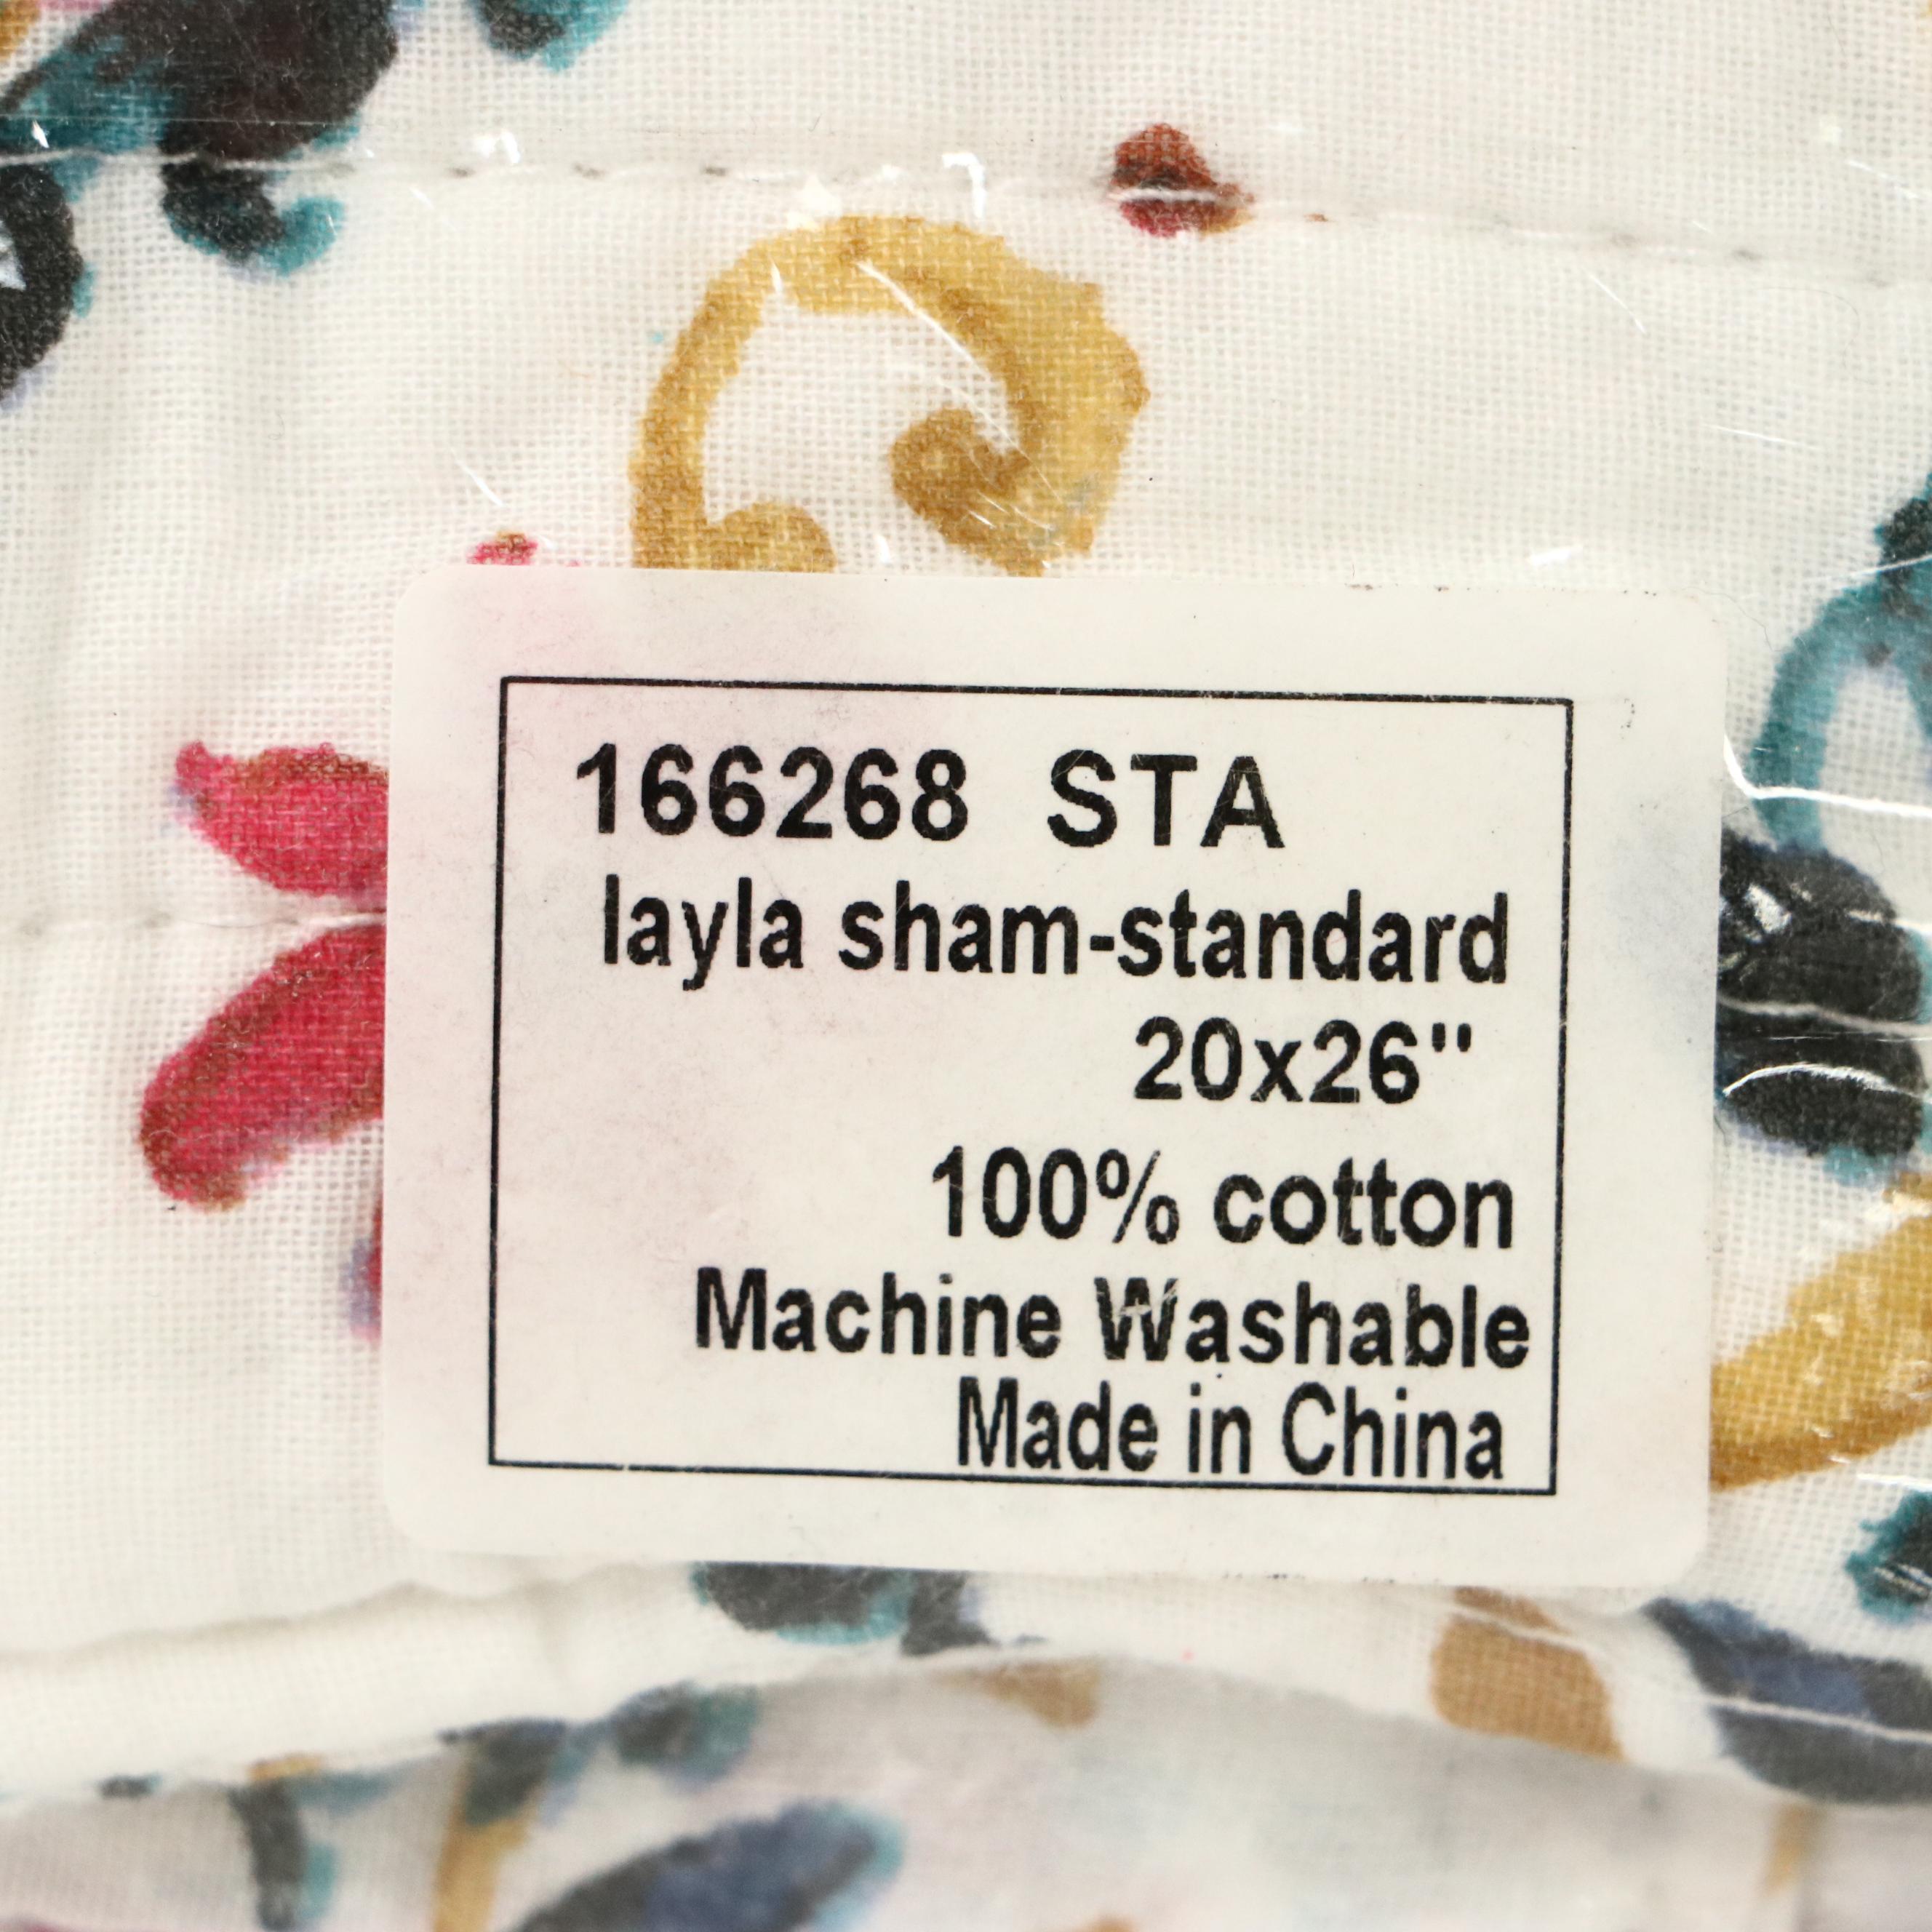 166268 STA
layla sham-standard
20x26"
100% cotton
Machine Washable
Made in China